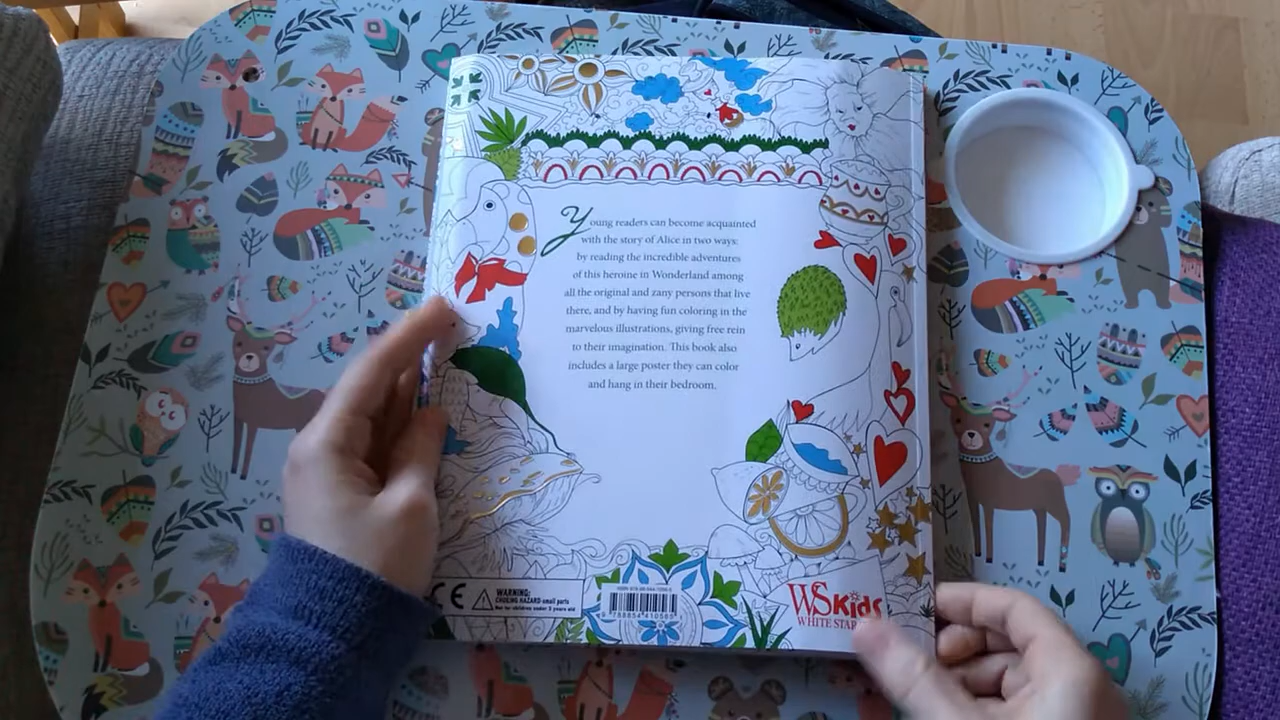 Young readers can become acquainted
with the story of Alice in two ways:
by reading the incredible adventures
of this heroine in Wonderland among
all the original and zany persons that live
there, and by having fun coloring in the
marvelous illustrations, giving free rein
to their imagination. This book also
includes a large poster they can color
and hang in their bedroom.
CE
WARNING:
CHOKING HAZARD-small parts
Not for children under 3 years old
WS Kids
WHITE STAR